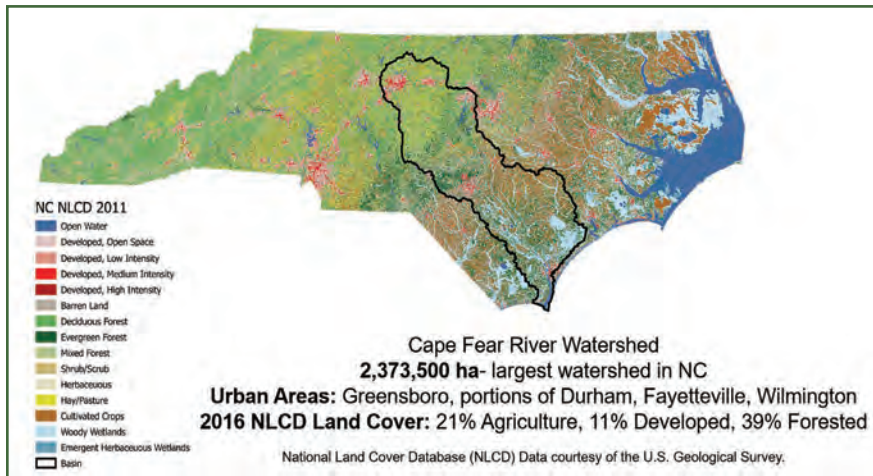 NC NLCD 2011
Open Water
Developed, Open Space
Developed, Low Intensity
Developed, Medium Intensity
Developed, High Intensity
Barren Land
Deciduous Forest
Evergreen Forest
Mixed Forest
Shrub/Scrub
Herbaceuous
Hay/Pasture
Cultivated Crops
Woody Wetlands
Emergent Herbaceuous Wetlands
Basin
Cape Fear River Watershed
2,373,500 ha- largest watershed in NC
Urban Areas: Greensboro, portions of Durham, Fayetteville, Wilmington
2016 NLCD Land Cover: 21% Agriculture, 11% Developed, 39% Forested
National Land Cover Database (NLCD) Data courtesy of the U.S. Geological Survey.